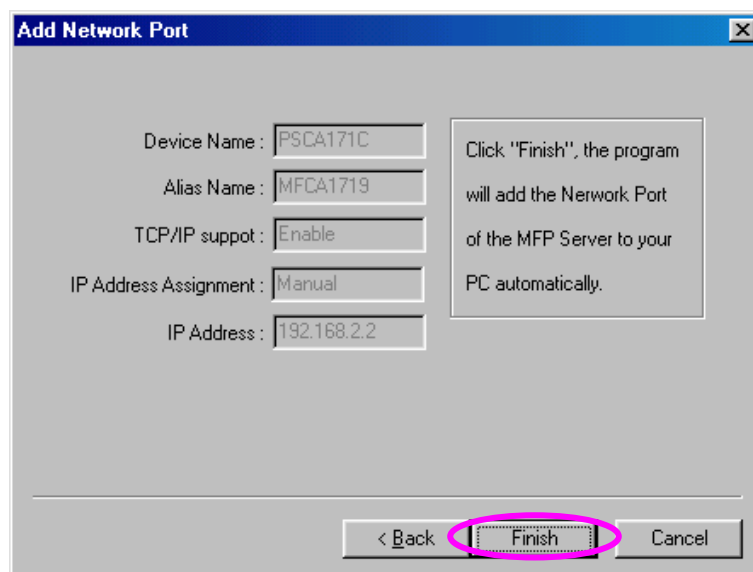 Add Network Port
Device Name : PSCA171C
Alias Name : MFCA1719
TCP/IP suppot : Enable
IP Address Assignment : Manual
IP Address : 192.168.2.2
Click "Finish", the program
will add the Nerwork Port
of the MFP Server to your
PC automatically.
< Back Finish Cancel